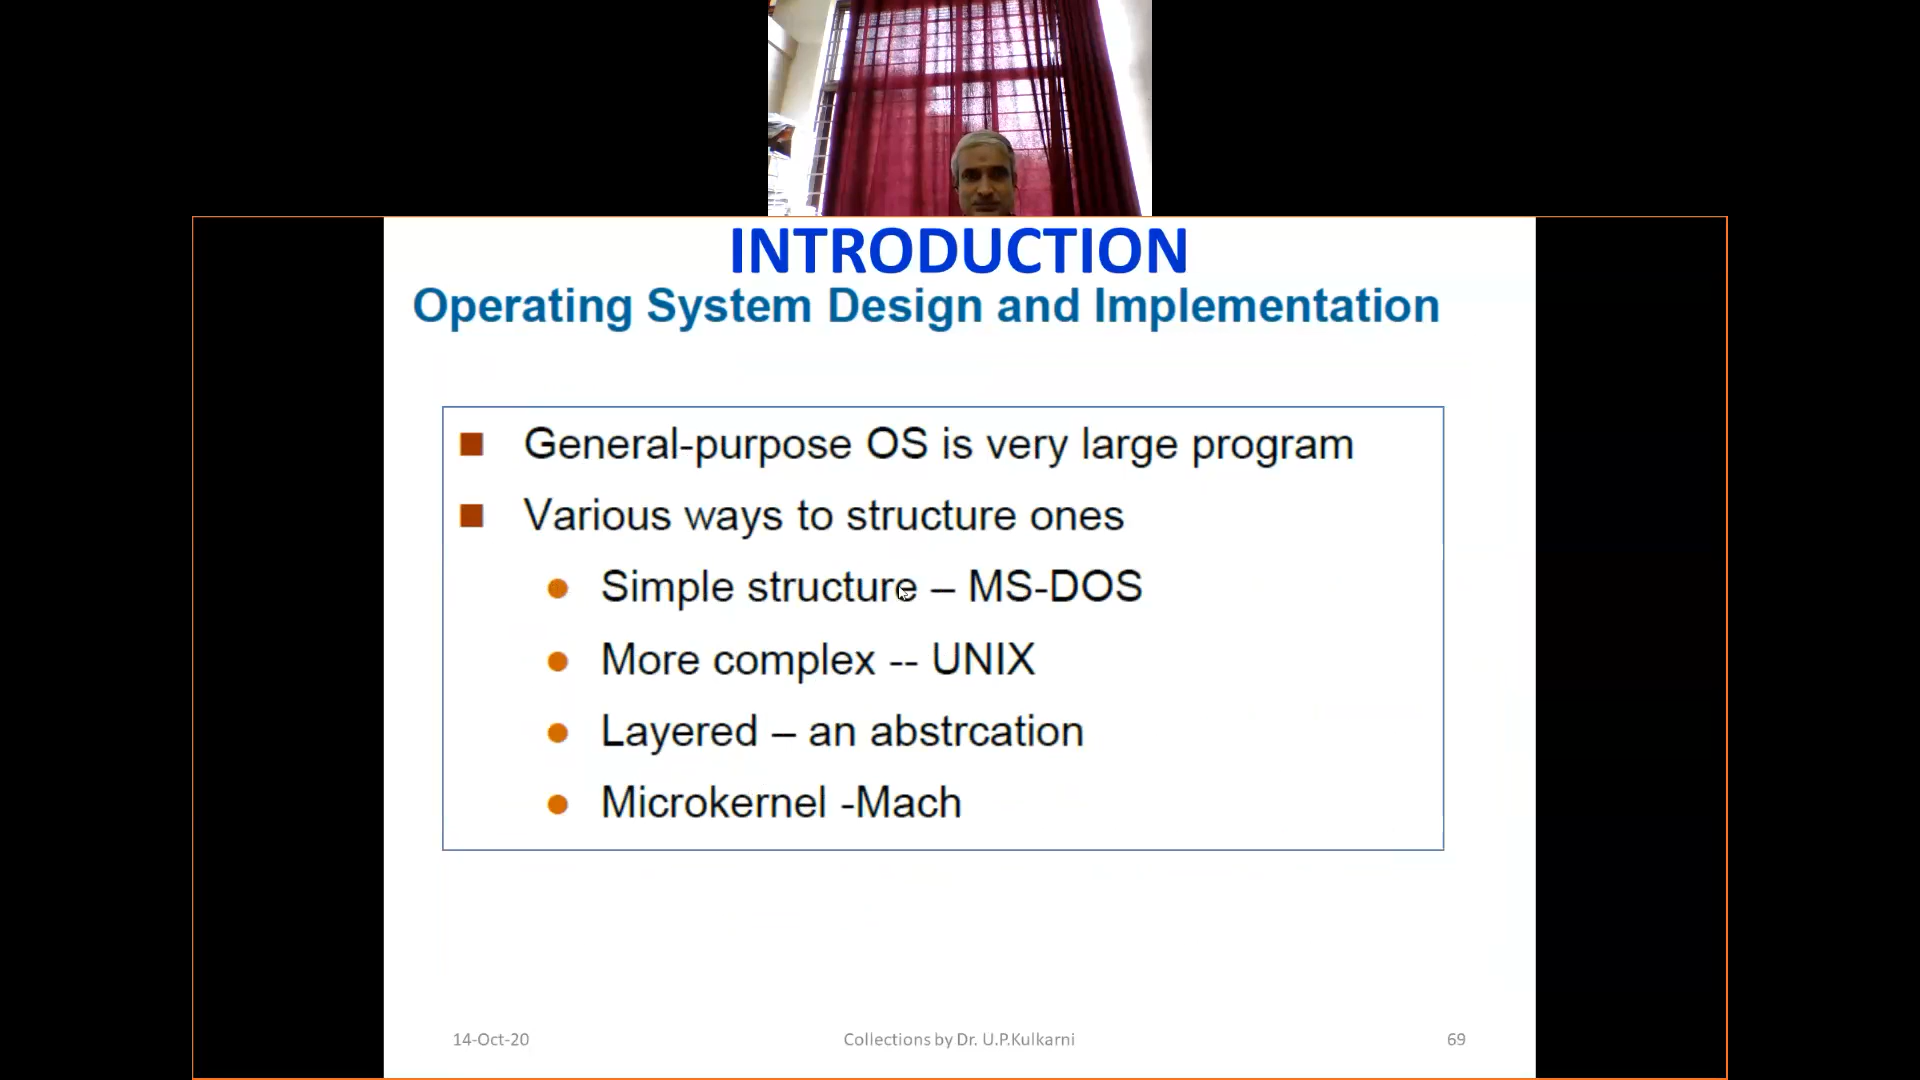 INTRODUCTION
Operating System Design and Implementation
General-purpose OS is very large program
Various ways to structure ones
Simple structure – MS-DOS
More complex -- UNIX
Layered – an abstrcation
Microkernel -Mach
14-Oct-20
Collections by Dr. U.P.Kulkarni
69